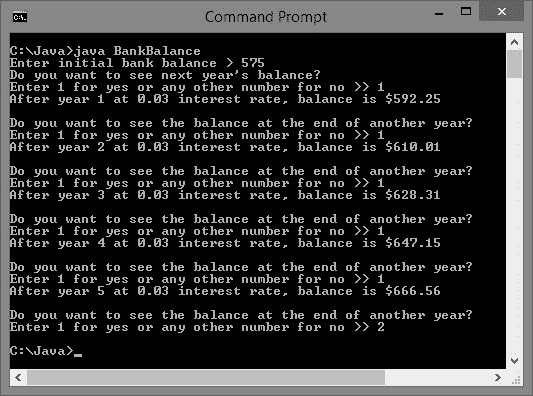 Command Prompt
C:\Java>java BankBalance
Enter initial bank balance > 575
Do you want to see next year's balance?
Enter 1 for yes or any other number for no >> 1
After year 1 at 0.03 interest rate, balance is $592.25
Do you want to see the balance at the end of another year?
Enter 1 for yes or any other number for no >> 1
After year 2 at 0.03 interest rate, balance is $610.01
Do you want to see the balance at the end of another year?
Enter 1 for yes or any other number for no >> 1
After year 3 at 0.03 interest rate, balance is $628.31
Do you want to see the balance at the end of another year?
Enter 1 for yes or any other number for no >> 1
After year 4 at 0.03 interest rate, balance is $647.15
Do you want to see the balance at the end of another year?
Enter 1 for yes or any other number for no >> 1
After year 5 at 0.03 interest rate, balance is $666.56
Do you want to see the balance at the end of another year?
Enter 1 for yes or any other number for no >> 2
C:\Java>_